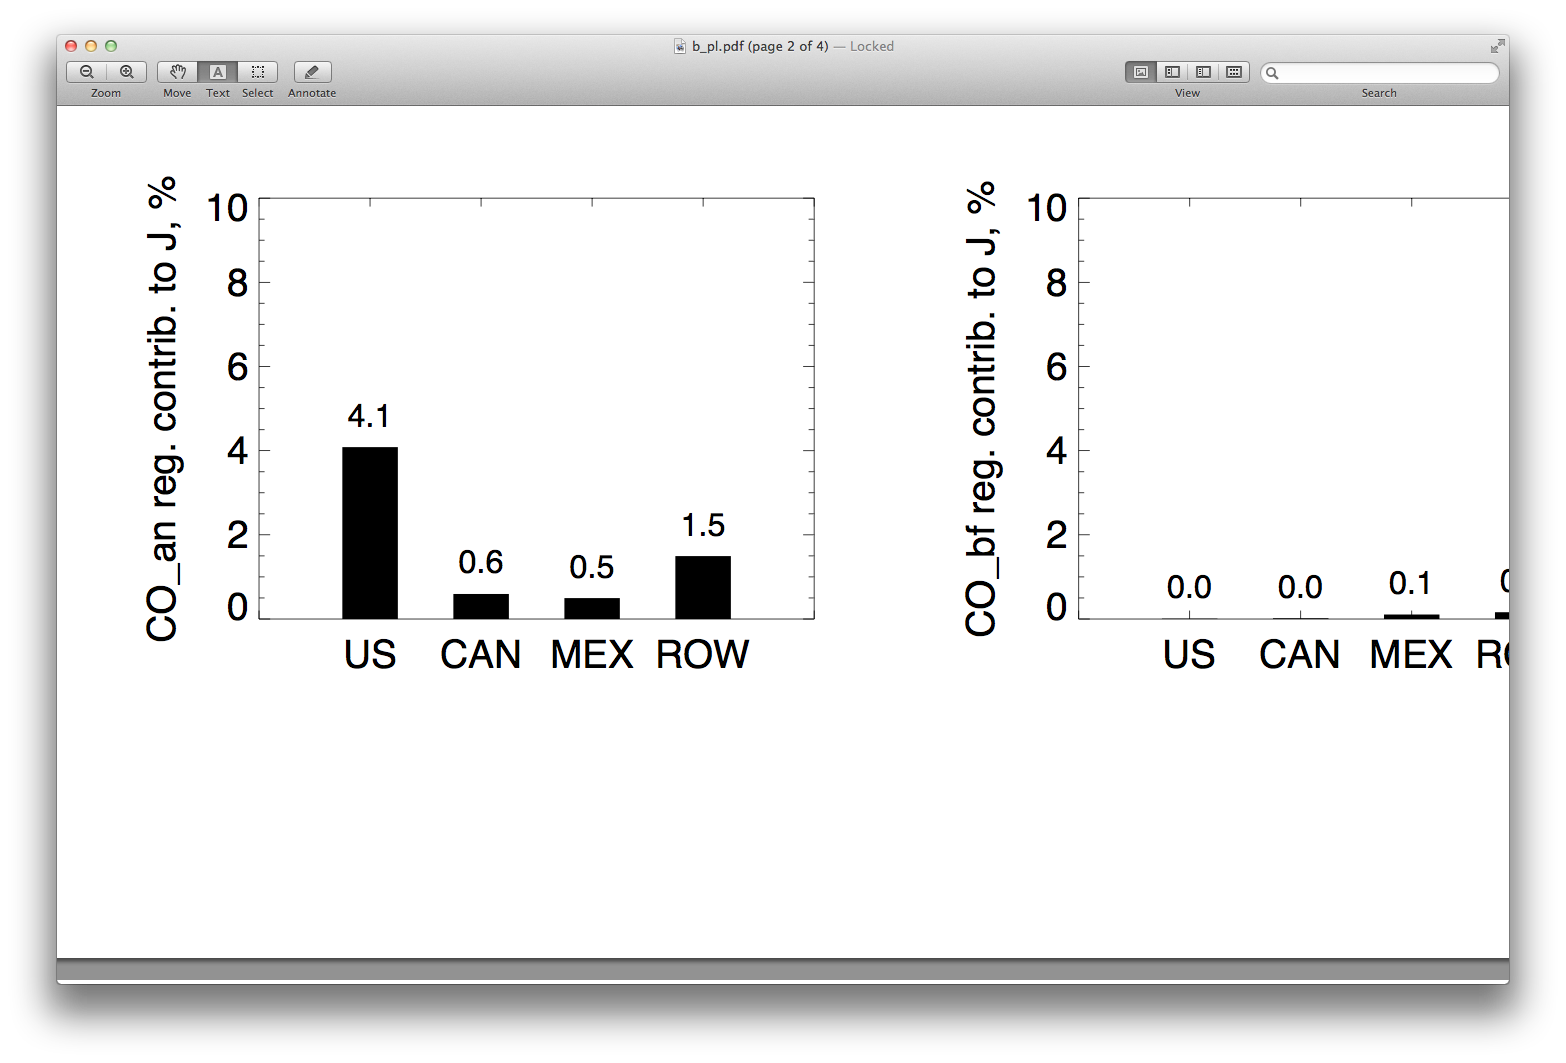 b_pl.pdf (page 2 of 4) — Locked
Zoom
Move
Text
Select
Annotate
View
Search
CO_an reg. contrib. to J, %
10
8
6
4
2
0
4.1
0.6
0.5
1.5
US CAN MEX ROW
CO_bf reg. contrib. to J, %
10
8
6
4
2
0
0.0
0.0
0.1
US CAN MEX